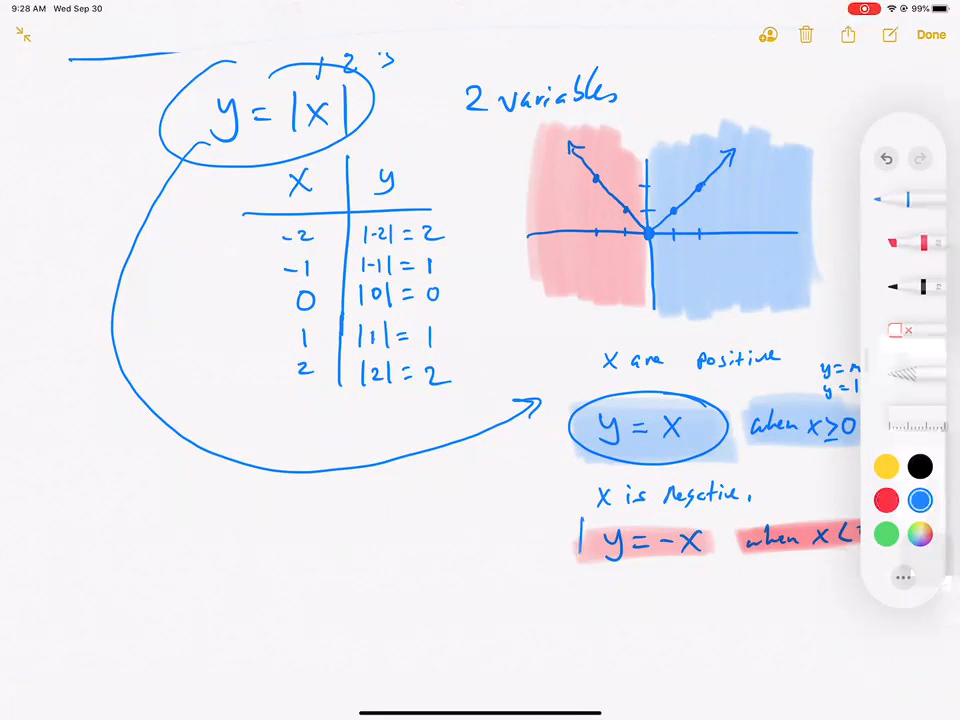 9:28 AM Wed Sep 30
99%
Done
2
y = |x|
2 variables
x y
-2 |-2| = 2
-1 |-1| = 1
0 |0| = 0
1 |1| = 1
2 |2| = 2
x are positive
y =
y =
y = x when x ≥ 0
x is negative.
y = -x when x <